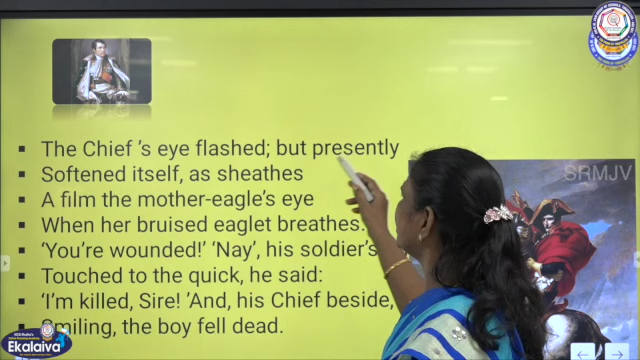 The Chief 's eye flashed; but presently
Softened itself, as sheathes
A film the mother-eagle's eye
When her bruised eaglet breathes.
'You're wounded!' 'Nay', his soldier's
Touched to the quick, he said:
'I'm killed, Sire! 'And, his Chief beside,
Smiling, the boy fell dead.
SRMJV
Ekalaiva